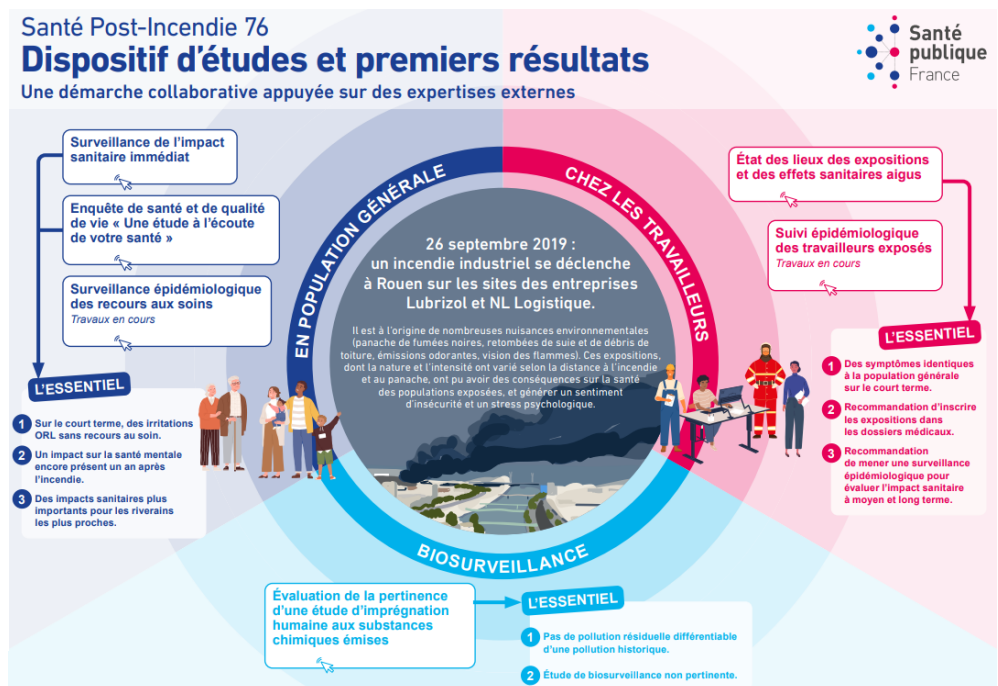 Santé Post-Incendie 76
Dispositif d'études et premiers résultats
Une démarche collaborative appuyée sur des expertises externes
Santé
publique
France
Surveillance de l'impact
sanitaire immédiat
Enquête de santé et de qualité
de vie « Une étude à l'écoute
de votre santé »
Surveillance épidémiologique
des recours aux soins
Travaux en cours
L'ESSENTIEL
1 Sur le court terme, des irritations
ORL sans recours au soin.
2 Un impact sur la santé mentale
encore présent un an après
l'incendie.
3 Des impacts sanitaires plus
importants pour les riverains
les plus proches.
EN POPULATION GÉNÉRALE
CHEZ LES TRAVAILLEURS
26 septembre 2019 :
un incendie industriel se déclenche
à Rouen sur les sites des entreprises
Lubrizol et NL Logistique.
Il est à l'origine de nombreuses nuisances environnementales
(panache de fumées noires, retombées de suie et de débris de
toiture, émissions odorantes, vision des flammes). Ces expositions,
dont la nature et l'intensité ont varié selon la distance à l'incendie
et au panache, ont pu avoir des conséquences sur la santé
des populations exposées, et générer un sentiment
d'insécurité et un stress psychologique.
État des lieux des expositions
et des effets sanitaires aigus
Suivi épidémiologique
des travailleurs exposés
Travaux en cours
L'ESSENTIEL
1 Des symptômes identiques
à la population générale
sur le court terme.
2 Recommandation d'inscrire
les expositions dans
les dossiers médicaux.
3 Recommandation
de mener une surveillance
épidémiologique pour
évaluer l'impact sanitaire
à moyen et long terme.
BIOSURVEILLANCE
Évaluation de la pertinence
d'une étude d'imprégnation
humaine aux substances
chimiques émises
L'ESSENTIEL
1 Pas de pollution résiduelle différentiable
d'une pollution historique.
2 Étude de biosurveillance non pertinente.